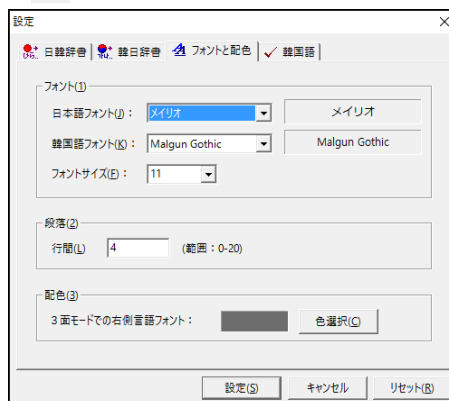 設定
日韓辞書 韓日辞書 フォントと配色 韓国語
フォント(1)
日本語フォント(J)： メイリオ メイリオ
韓国語フォント(K)： Malgun Gothic Malgun Gothic
フォントサイズ(F)： 11
段落(2)
行間(L) 4 (範囲：0-20)
配色(3)
３面モードでの右側言語フォント： 色選択(C)
設定(S) キャンセル リセット(R)